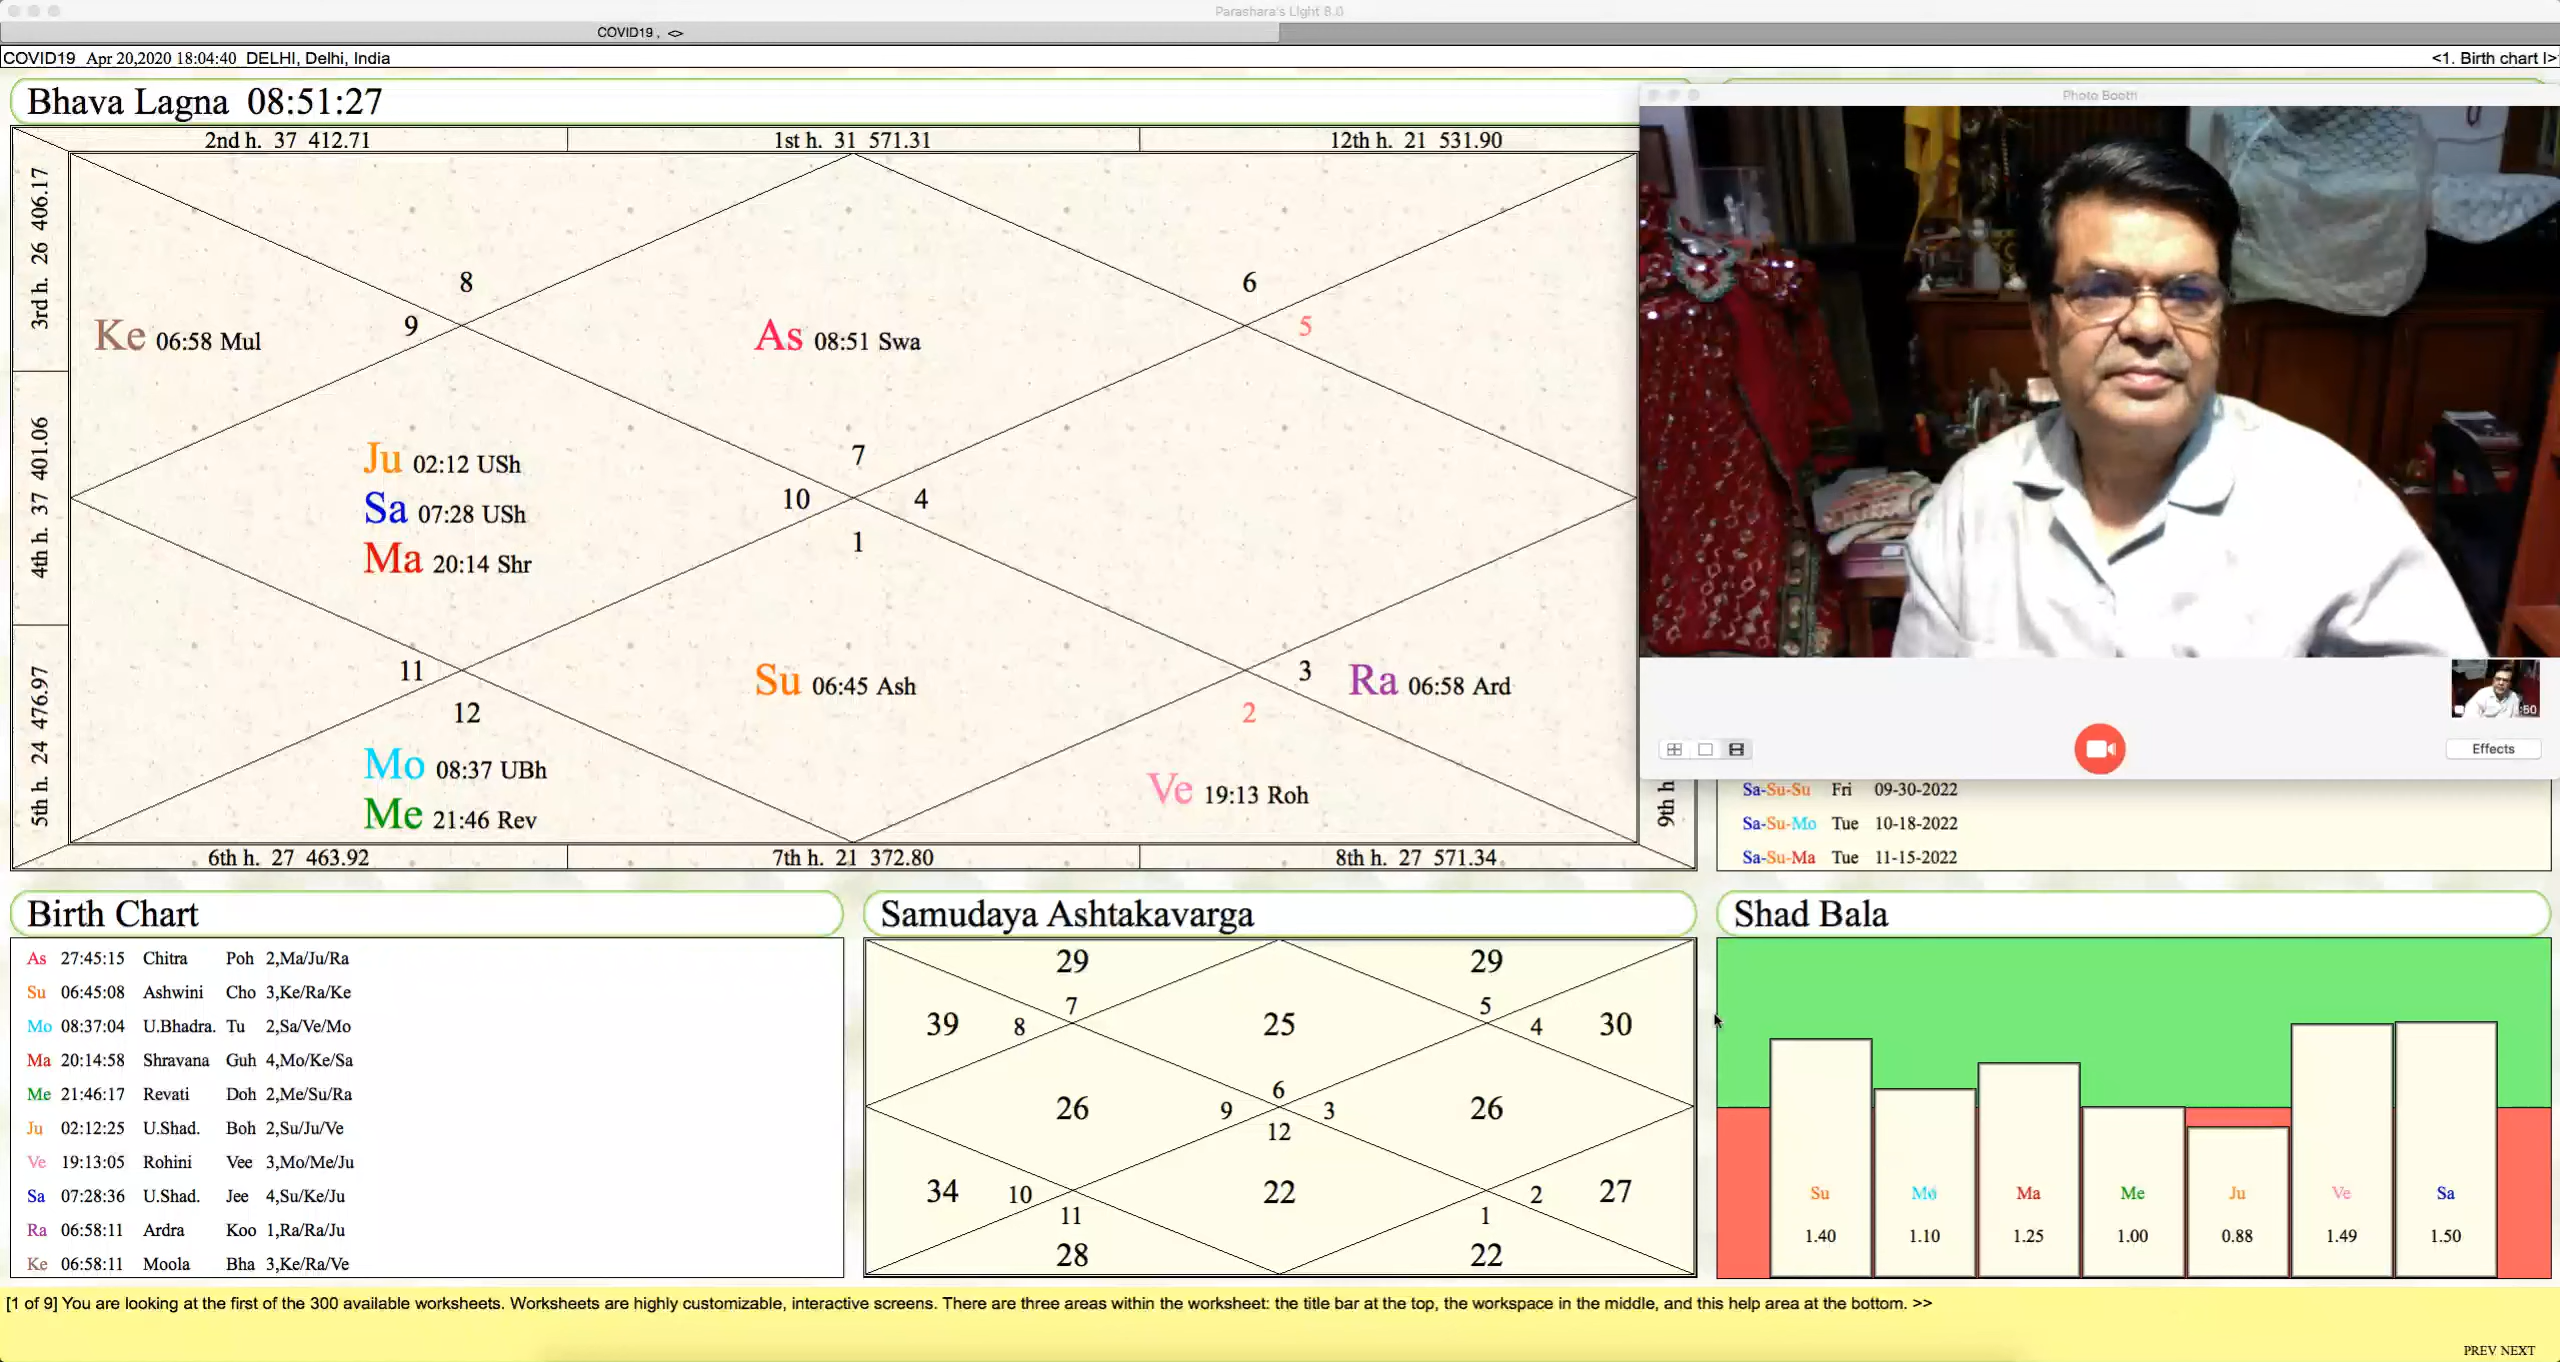 Parashara's Light 8.0
COVID19 , <>
COVID19 Apr 20,2020 18:04:40 DELHI, Delhi, India
<1. Birth chart I>
Bhava Lagna 08:51:27
Photo Booth
2nd h. 37 412.71
1st h. 31 571.31
12th h. 21 531.90
3rd h. 26 406.17
4th h. 37 401.06
5th h. 24 476.97
8
6
9
5
Ke 06:58 Mul
As 08:51 Swa
Ju 02:12 USh
7
Sa 07:28 USh
10
4
Ma 20:14 Shr
1
11
Su 06:45 Ash
3
Ra 06:58 Ard
12
2
Mo 08:37 UBh
Ve 19:13 Roh
Me 21:46 Rev
9th h
6th h. 27 463.92
7th h. 21 372.80
8th h. 27 571.34
:50
Effects
Sa-Su-Su Fri 09-30-2022
Sa-Su-Mo Tue 10-18-2022
Sa-Su-Ma Tue 11-15-2022
Birth Chart
As 27:45:15 Chitra Poh 2,Ma/Ju/Ra
Su 06:45:08 Ashwini Cho 3,Ke/Ra/Ke
Mo 08:37:04 U.Bhadra. Tu 2,Sa/Ve/Mo
Ma 20:14:58 Shravana Guh 4,Mo/Ke/Sa
Me 21:46:17 Revati Doh 2,Me/Su/Ra
Ju 02:12:25 U.Shad. Boh 2,Su/Ju/Ve
Ve 19:13:05 Rohini Vee 3,Mo/Me/Ju
Sa 07:28:36 U.Shad. Jee 4,Su/Ke/Ju
Ra 06:58:11 Ardra Koo 1,Ra/Ra/Ju
Ke 06:58:11 Moola Bha 3,Ke/Ra/Ve
Samudaya Ashtakavarga
29
29
7
5
39
8
25
4
30
6
26
9
3
26
12
34
10
22
2
27
11
1
28
22
Shad Bala
Su Mo Ma Me Ju Ve Sa
1.40 1.10 1.25 1.00 0.88 1.49 1.50
[1 of 9] You are looking at the first of the 300 available worksheets. Worksheets are highly customizable, interactive screens. There are three areas within the worksheet: the title bar at the top, the workspace in the middle, and this help area at the bottom. >>
PREV NEXT